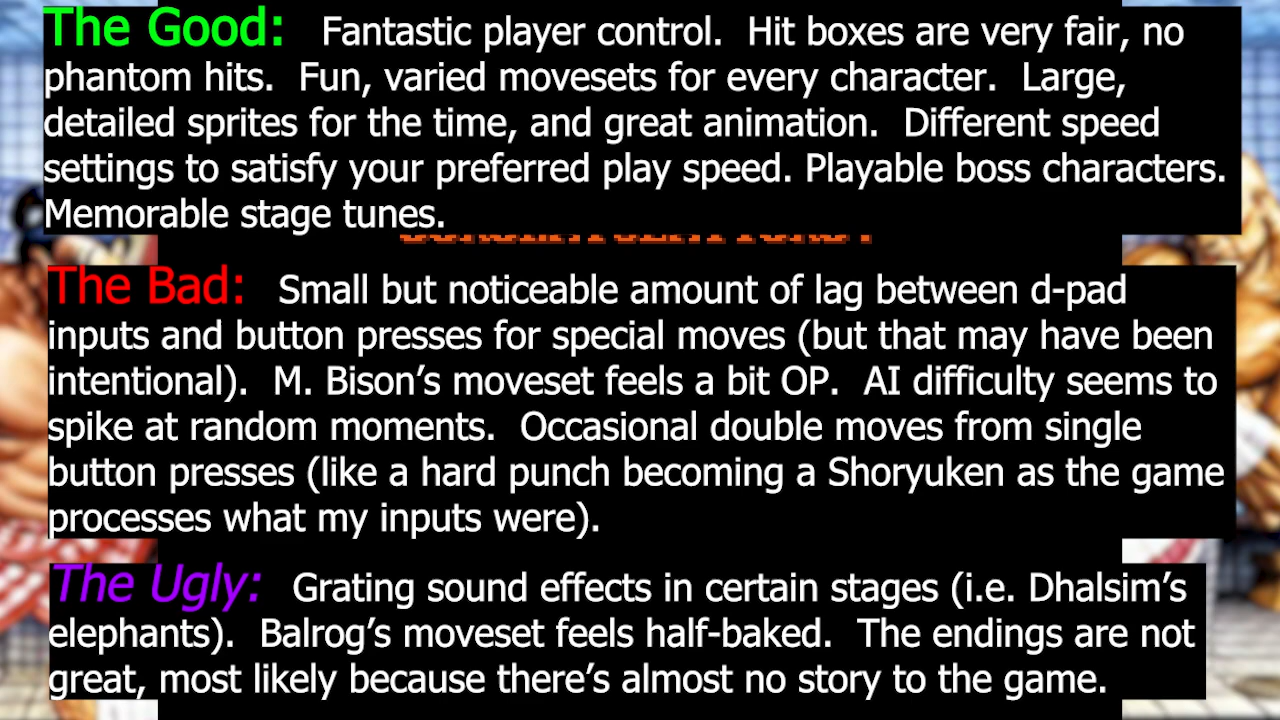 The Good: Fantastic player control. Hit boxes are very fair, no
phantom hits. Fun, varied movesets for every character. Large,
detailed sprites for the time, and great animation. Different speed
settings to satisfy your preferred play speed. Playable boss characters.
Memorable stage tunes.
The Bad: Small but noticeable amount of lag between d-pad
inputs and button presses for special moves (but that may have been
intentional). M. Bison’s moveset feels a bit OP. AI difficulty seems to
spike at random moments. Occasional double moves from single
button presses (like a hard punch becoming a Shoryuken as the game
processes what my inputs were).
The Ugly: Grating sound effects in certain stages (i.e. Dhalsim’s
elephants). Balrog’s moveset feels half-baked. The endings are not
great, most likely because there’s almost no story to the game.